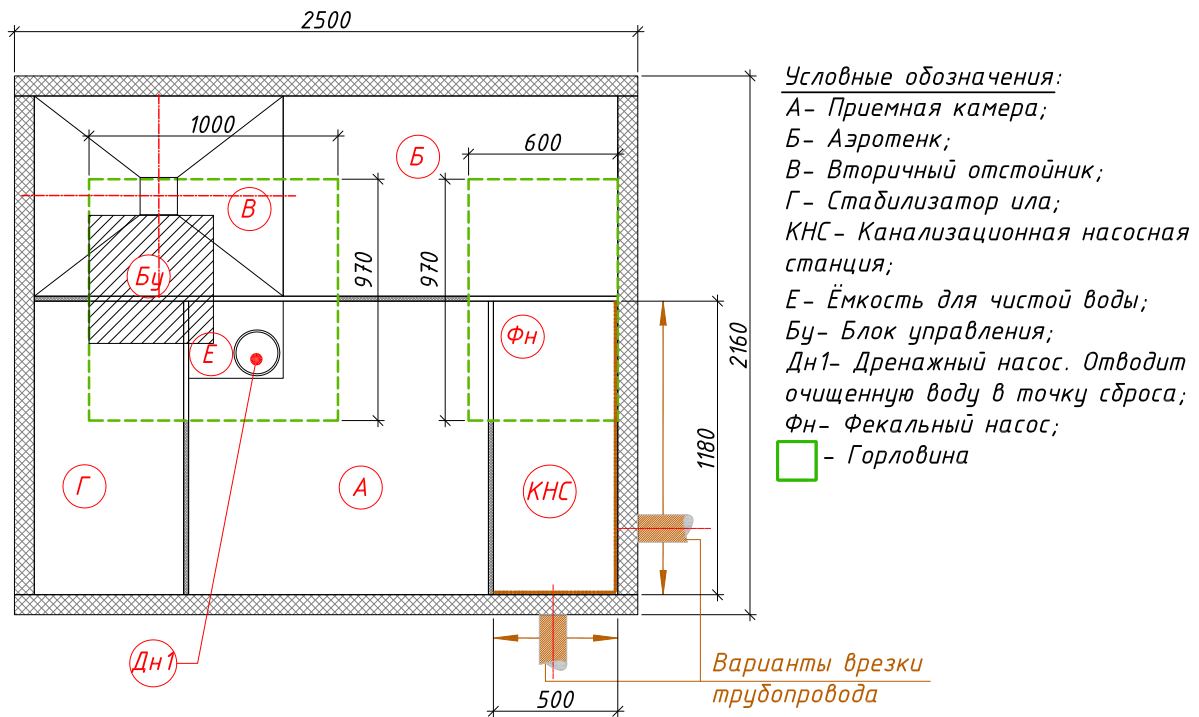 2500
Условные обозначения:
А- Приемная камера;
Б- Аэротенк;
В- Вторичный отстойник;
Г- Стабилизатор ила;
КНС- Канализационная насосная
станция;
Е- Ёмкость для чистой воды;
Бу- Блок управления;
Дн1- Дренажный насос. Отводит
очищенную воду в точку сброса;
Фн- Фекальный насос;
- Горловина
1000
600
Б
В
Бу
970
970
2160
Фн
Е
1180
Г
А
КНС
Дн1
Варианты врезки
трубопровода
500